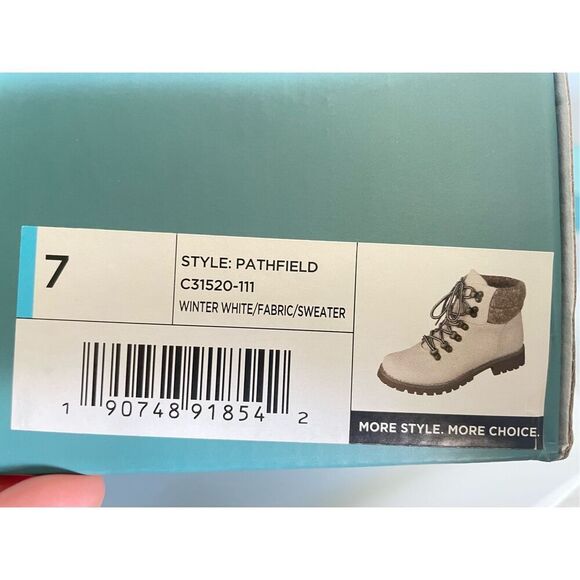 7
STYLE: PATHFIELD
C31520-111
WINTER WHITE/FABRIC/SWEATER
1 90748 91854 2
MORE STYLE. MORE CHOICE.